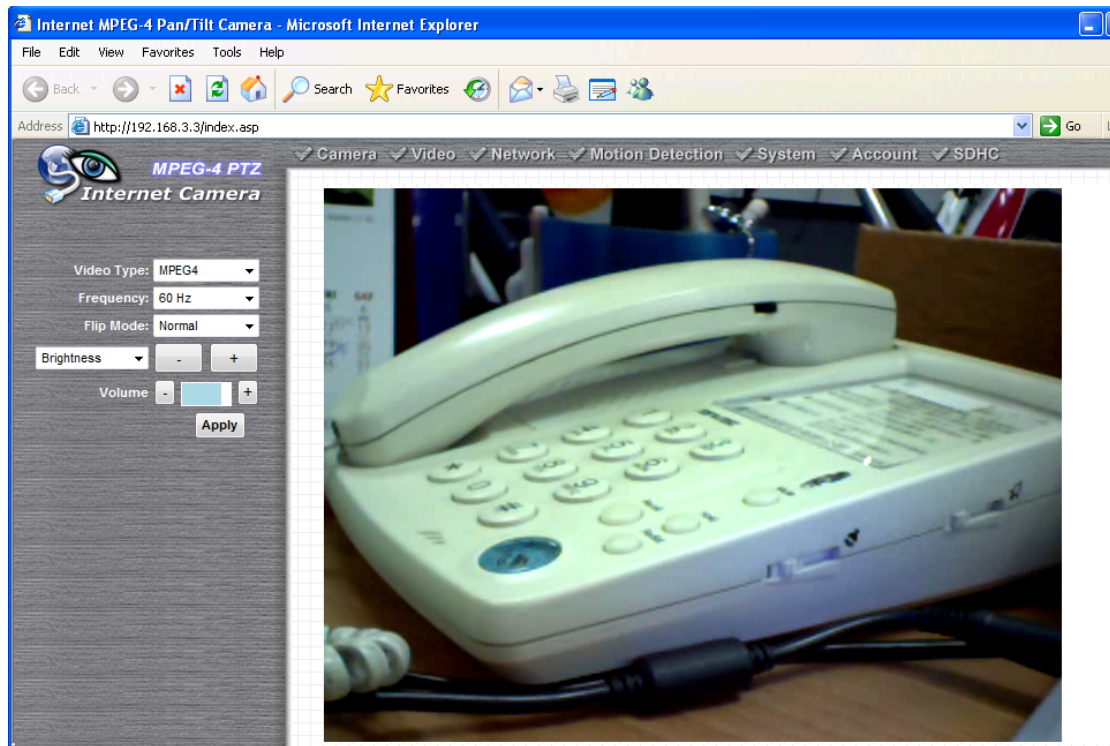 Internet MPEG-4 Pan/Tilt Camera - Microsoft Internet Explorer
File Edit View Favorites Tools Help
Back Search Favorites
Address http://192.168.3.3/index.asp Go
Camera Video Network Motion Detection System Account SDHC
MPEG-4 PTZ
Internet Camera
Video Type: MPEG4
Frequency: 60 Hz
Flip Mode: Normal
Brightness - +
Volume - +
Apply